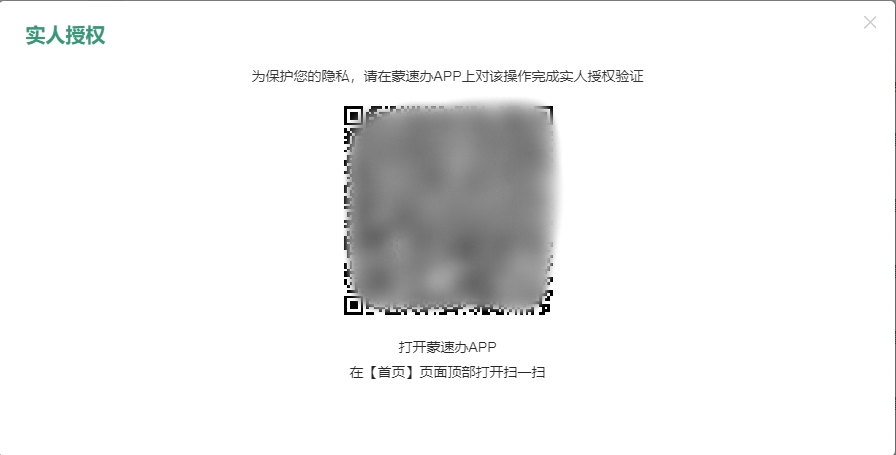 实人授权
为保护您的隐私，请在蒙速办APP上对该操作完成实人授权验证
打开蒙速办APP
在【首页】页面顶部打开扫一扫